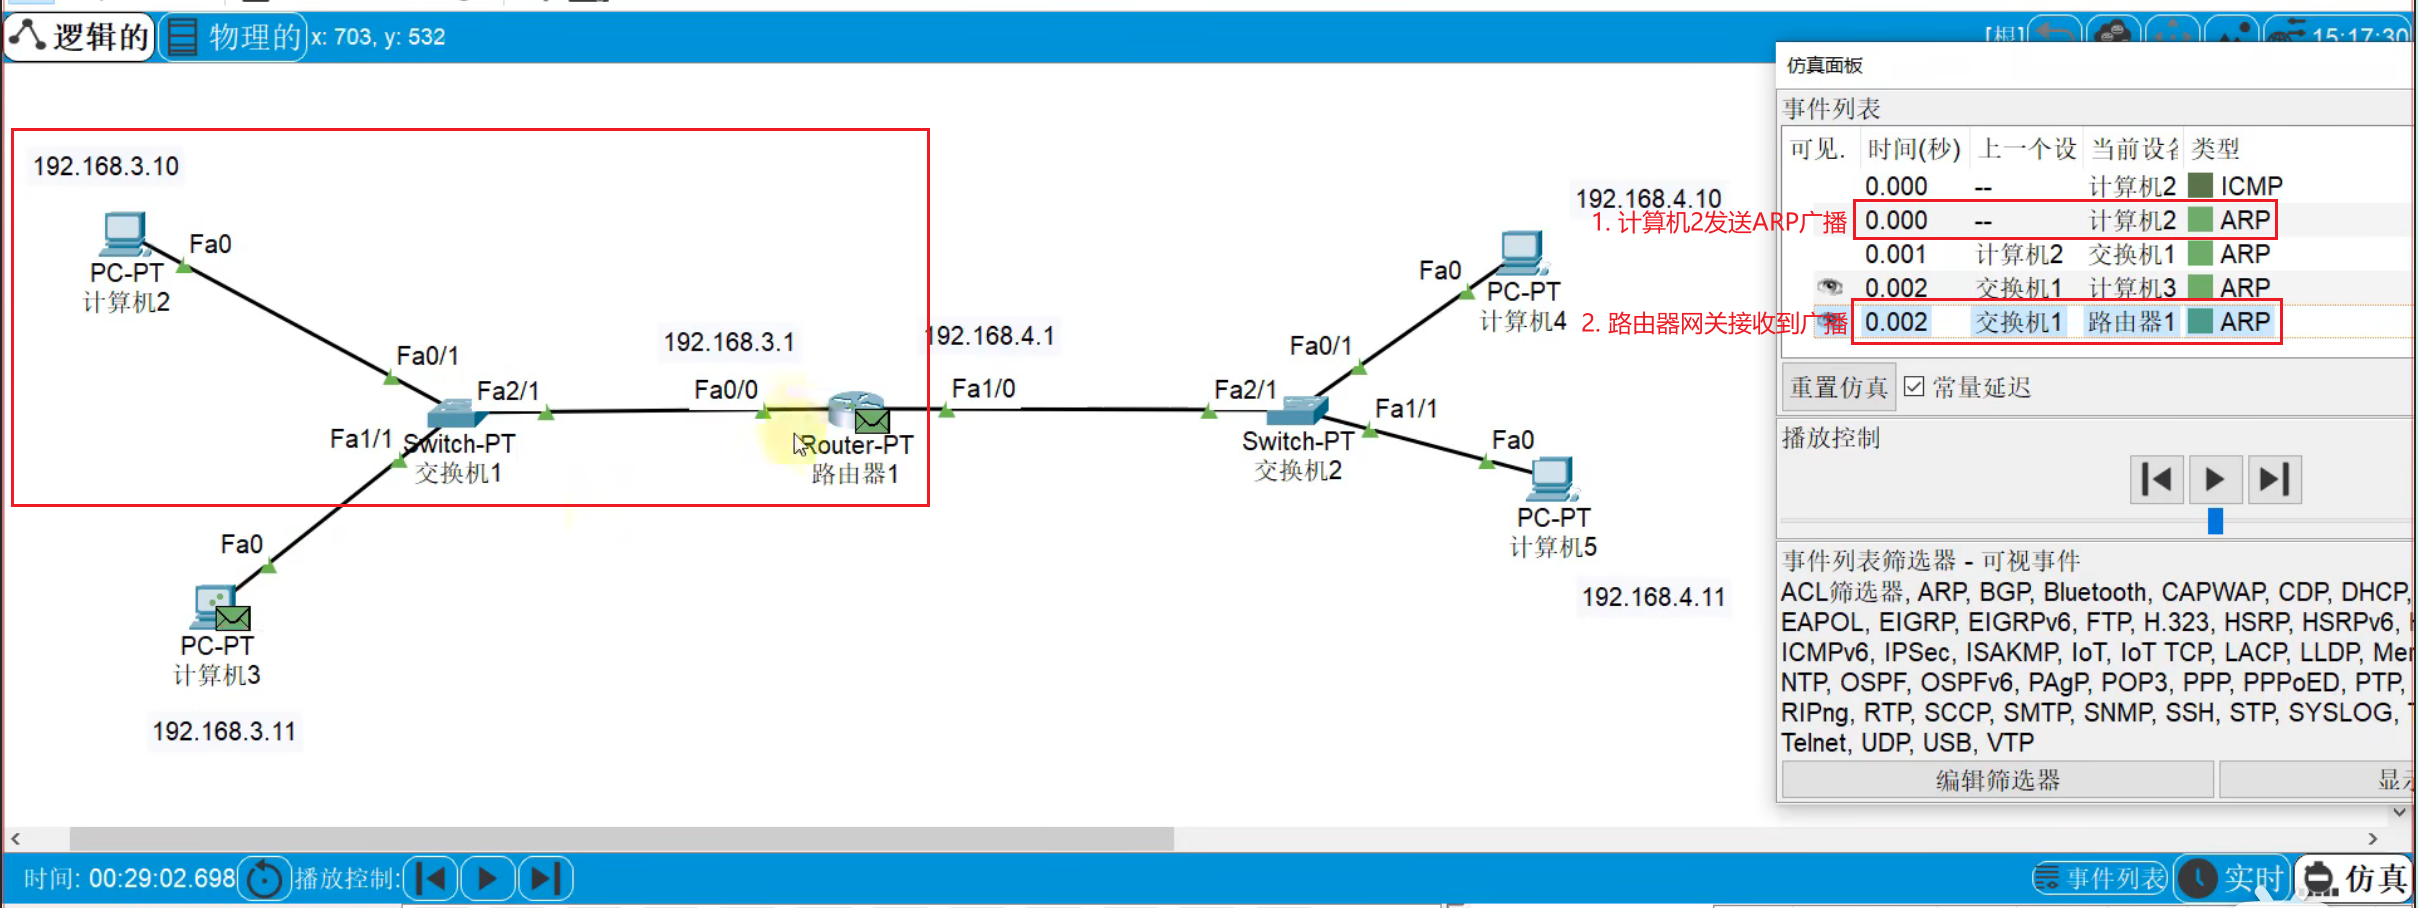 逻辑的 物理的 x: 703, y: 532
[根] 15:17:30
仿真面板
事件列表
可见. 时间(秒) 上一个设 当前设备 类型
0.000 -- 计算机2 ICMP
0.000 -- 计算机2 ARP
0.001 计算机2 交换机1 ARP
0.002 交换机1 计算机3 ARP
0.002 交换机1 路由器1 ARP
1. 计算机2发送ARP广播
2. 路由器网关接收到广播
重置仿真 常量延迟
播放控制
事件列表筛选器 - 可视事件
ACL筛选器, ARP, BGP, Bluetooth, CAPWAP, CDP, DHCP,
EAPOL, EIGRP, EIGRPv6, FTP, H.323, HSRP, HSRPv6,
ICMPv6, IPSec, ISAKMP, IoT, IoT TCP, LACP, LLDP, Mer
NTP, OSPF, OSPFv6, PAgP, POP3, PPP, PPPoED, PTP,
RIPng, RTP, SCCP, SMTP, SNMP, SSH, STP, SYSLOG,
Telnet, UDP, USB, VTP
编辑筛选器 显示
192.168.3.10
Fa0
PC-PT
计算机2
Fa0/1
Fa2/1
Fa1/1
Switch-PT
交换机1
Fa0
PC-PT
计算机3
192.168.3.11
192.168.3.1
Fa0/0
Router-PT
路由器1
192.168.4.1
Fa1/0
Fa2/1
Fa0/1
Fa1/1
Switch-PT
交换机2
192.168.4.10
Fa0
PC-PT
计算机4
Fa0
PC-PT
计算机5
192.168.4.11
时间: 00:29:02.698 播放控制:
事件列表 实时 仿真